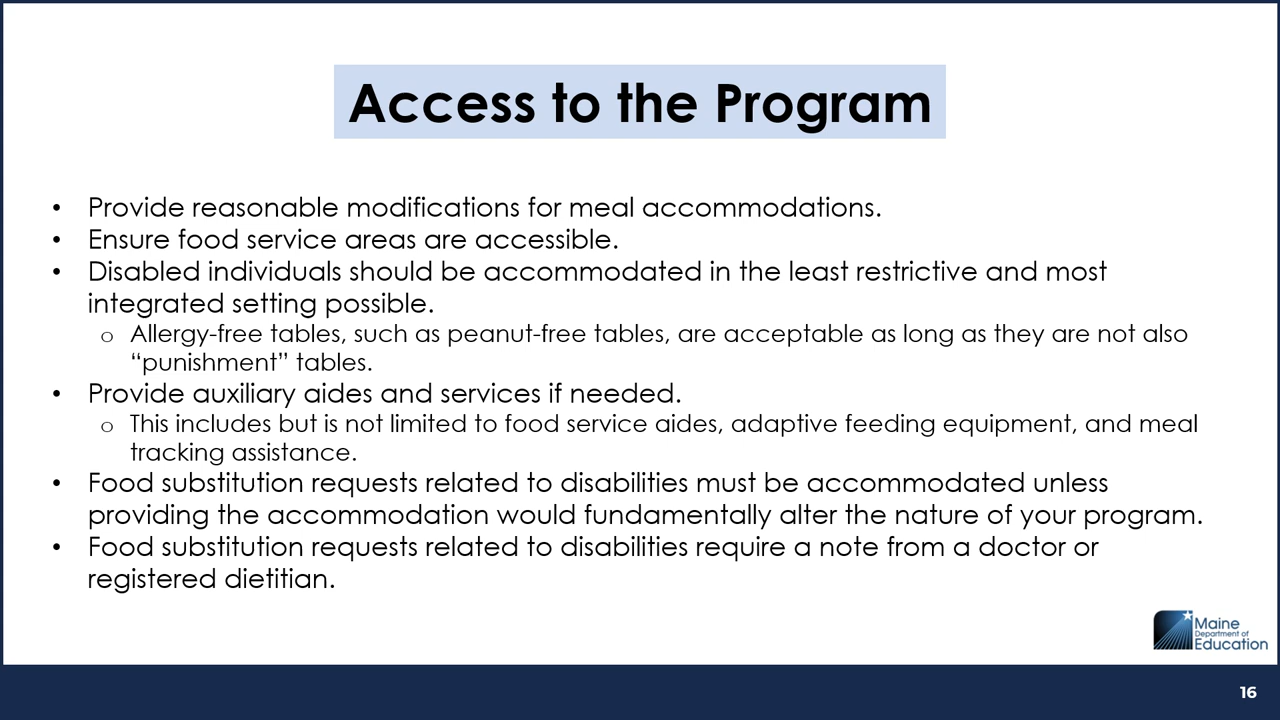 Access to the Program
• Provide reasonable modifications for meal accommodations.
• Ensure food service areas are accessible.
• Disabled individuals should be accommodated in the least restrictive and most
integrated setting possible.
o Allergy-free tables, such as peanut-free tables, are acceptable as long as they are not also
“punishment” tables.
• Provide auxiliary aides and services if needed.
o This includes but is not limited to food service aides, adaptive feeding equipment, and meal
tracking assistance.
• Food substitution requests related to disabilities must be accommodated unless
providing the accommodation would fundamentally alter the nature of your program.
• Food substitution requests related to disabilities require a note from a doctor or
registered dietitian.
Maine
Department of
Education
16